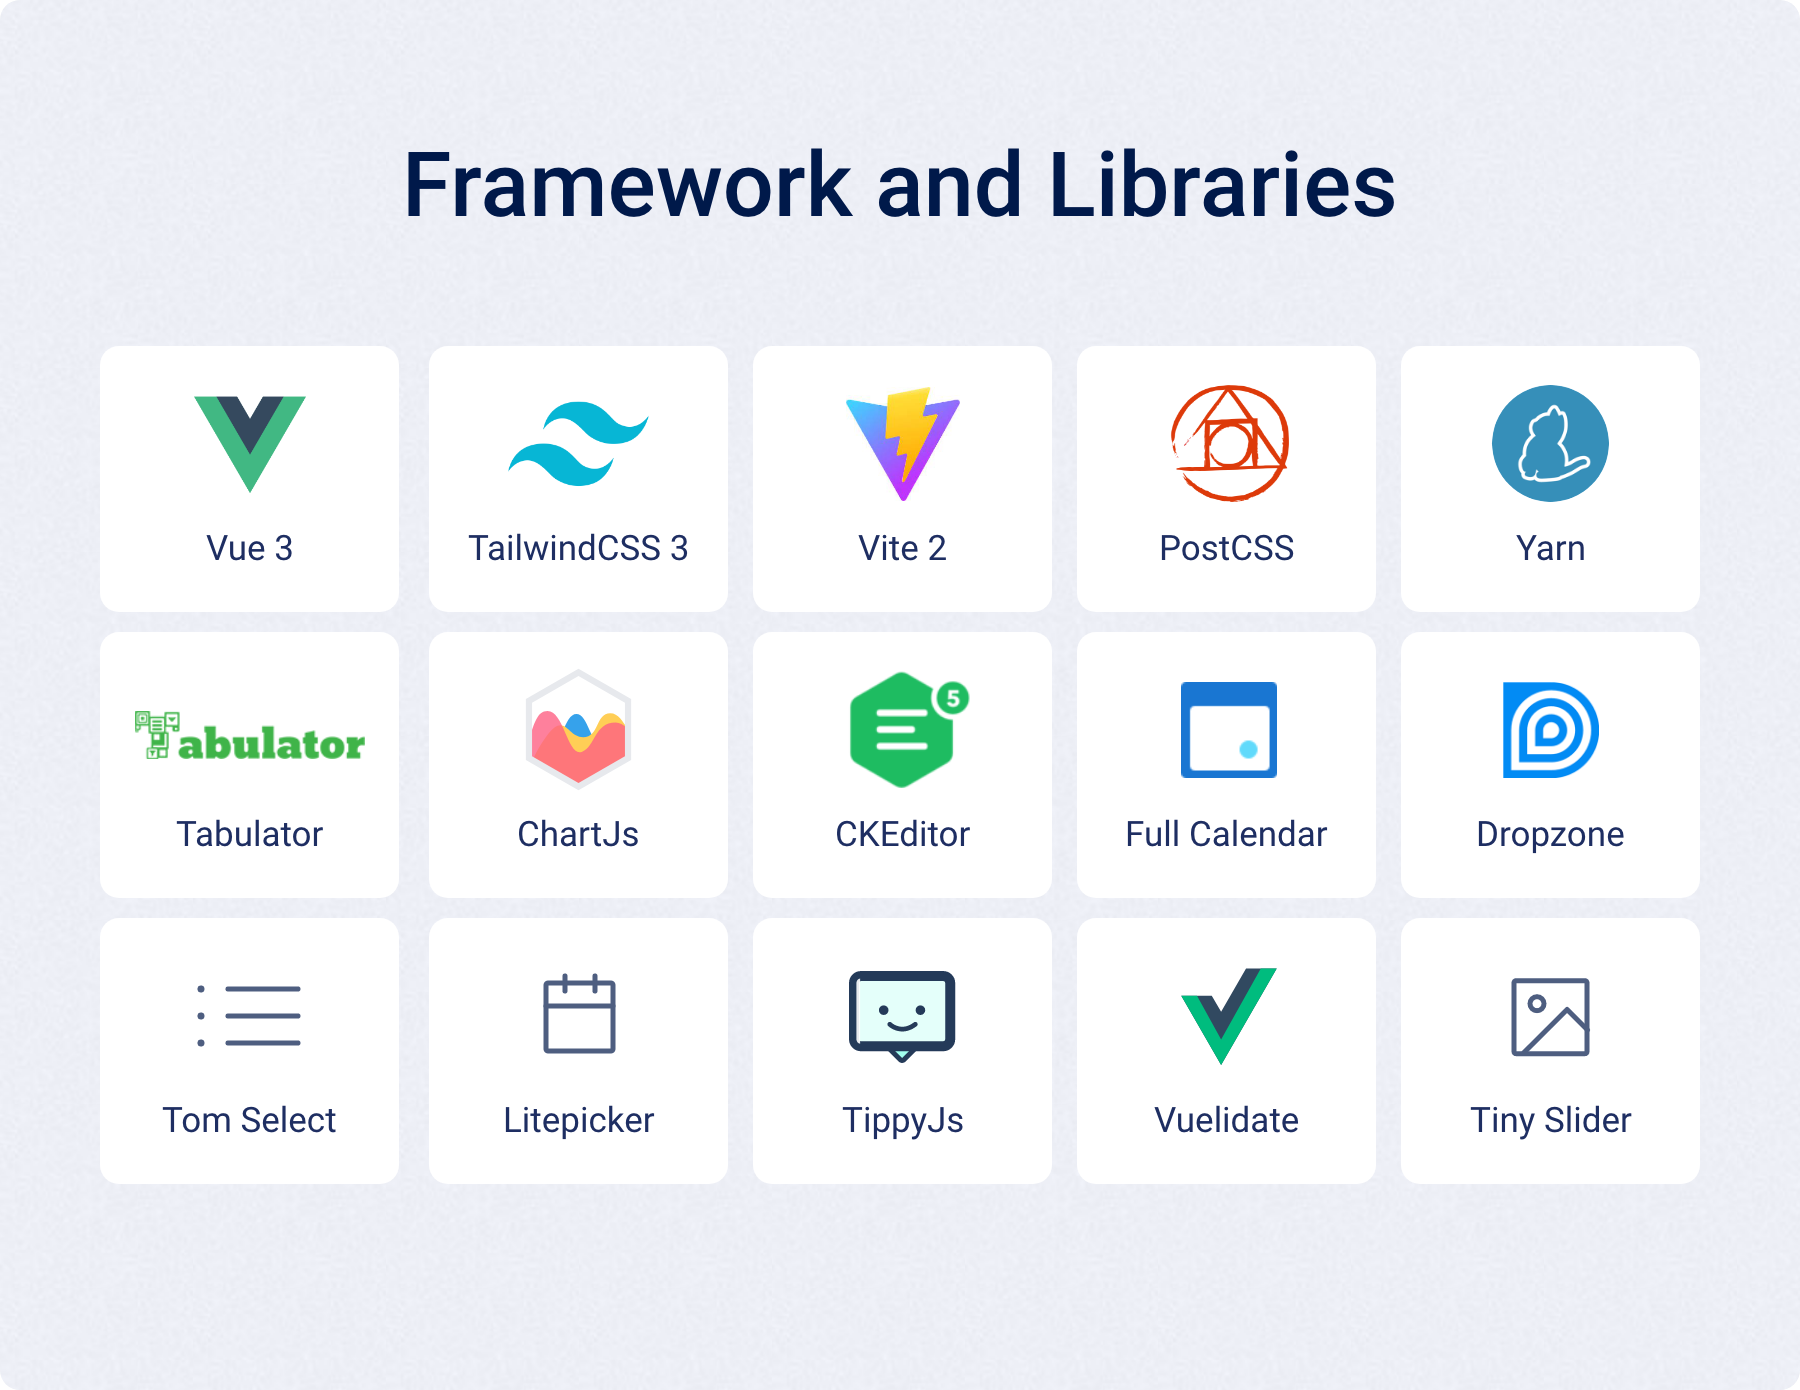 Framework and Libraries
Vue 3
TailwindCSS 3
Vite 2
PostCSS
Yarn
abulator
5
Tabulator
ChartJs
CKEditor
Full Calendar
Dropzone
Tom Select
Litepicker
TippyJs
Vuelidate
Tiny Slider